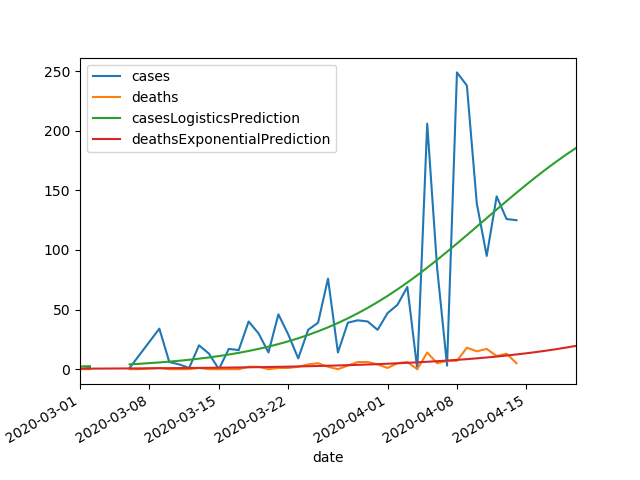 cases
deaths
casesLogisticsPrediction
deathsExponentialPrediction
250
200
150
100
50
0
2020-03-01
2020-03-08
2020-03-15
2020-03-22
2020-04-01
2020-04-08
2020-04-15
date